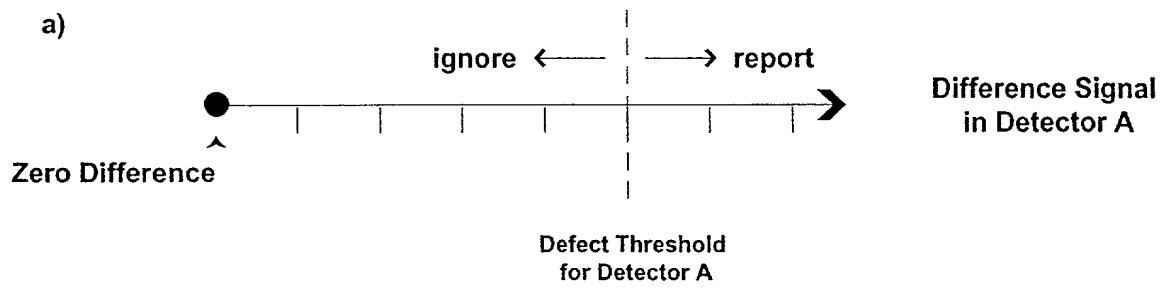 a)
ignore
report
Difference Signal
in Detector A
Zero Difference
Defect Threshold
for Detector A